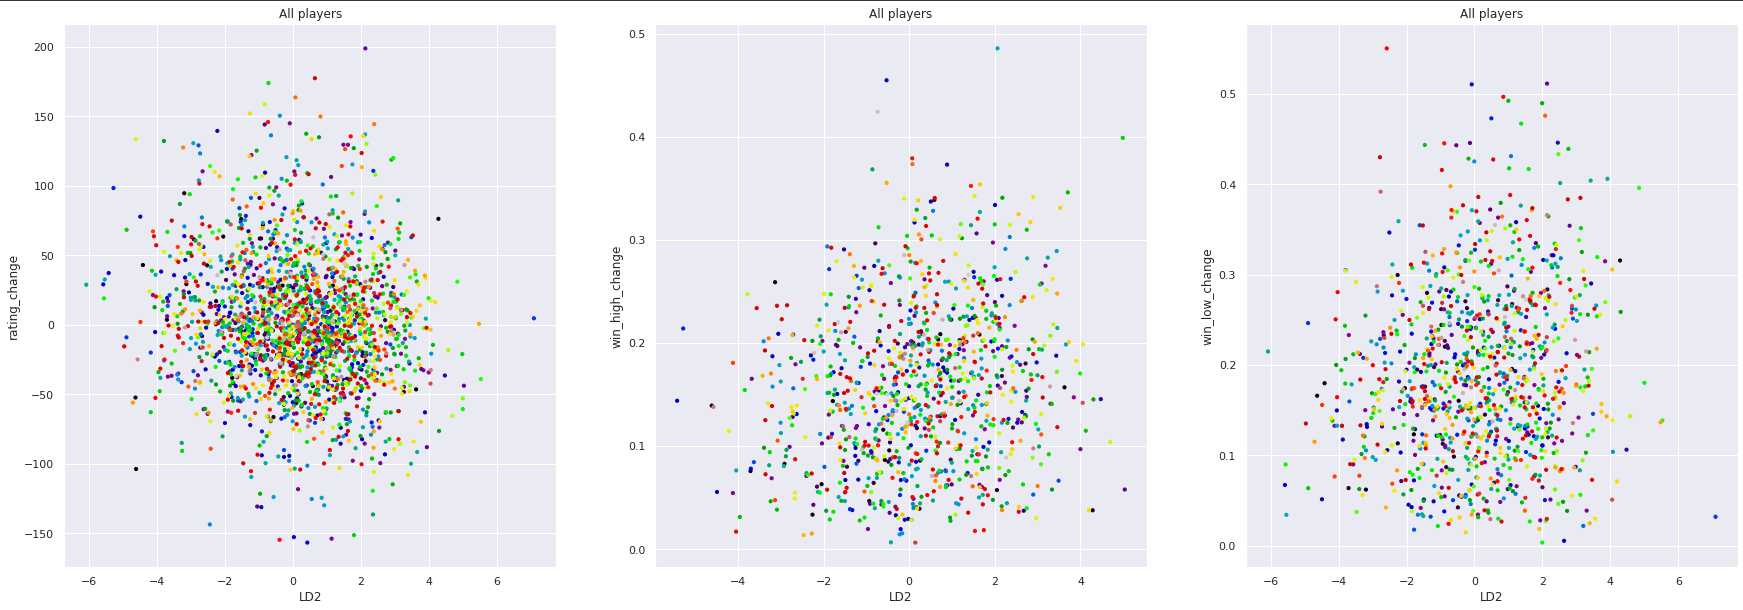 All players
200
150
100
50
0
−50
−100
−150
rating_change
−6 −4 −2 0 2 4 6
LD2
All players
0.5
0.4
0.3
0.2
0.1
0.0
win_high_change
−4 −2 0 2 4
LD2
All players
0.5
0.4
0.3
0.2
0.1
0.0
win_low_change
−6 −4 −2 0 2 4 6
LD2